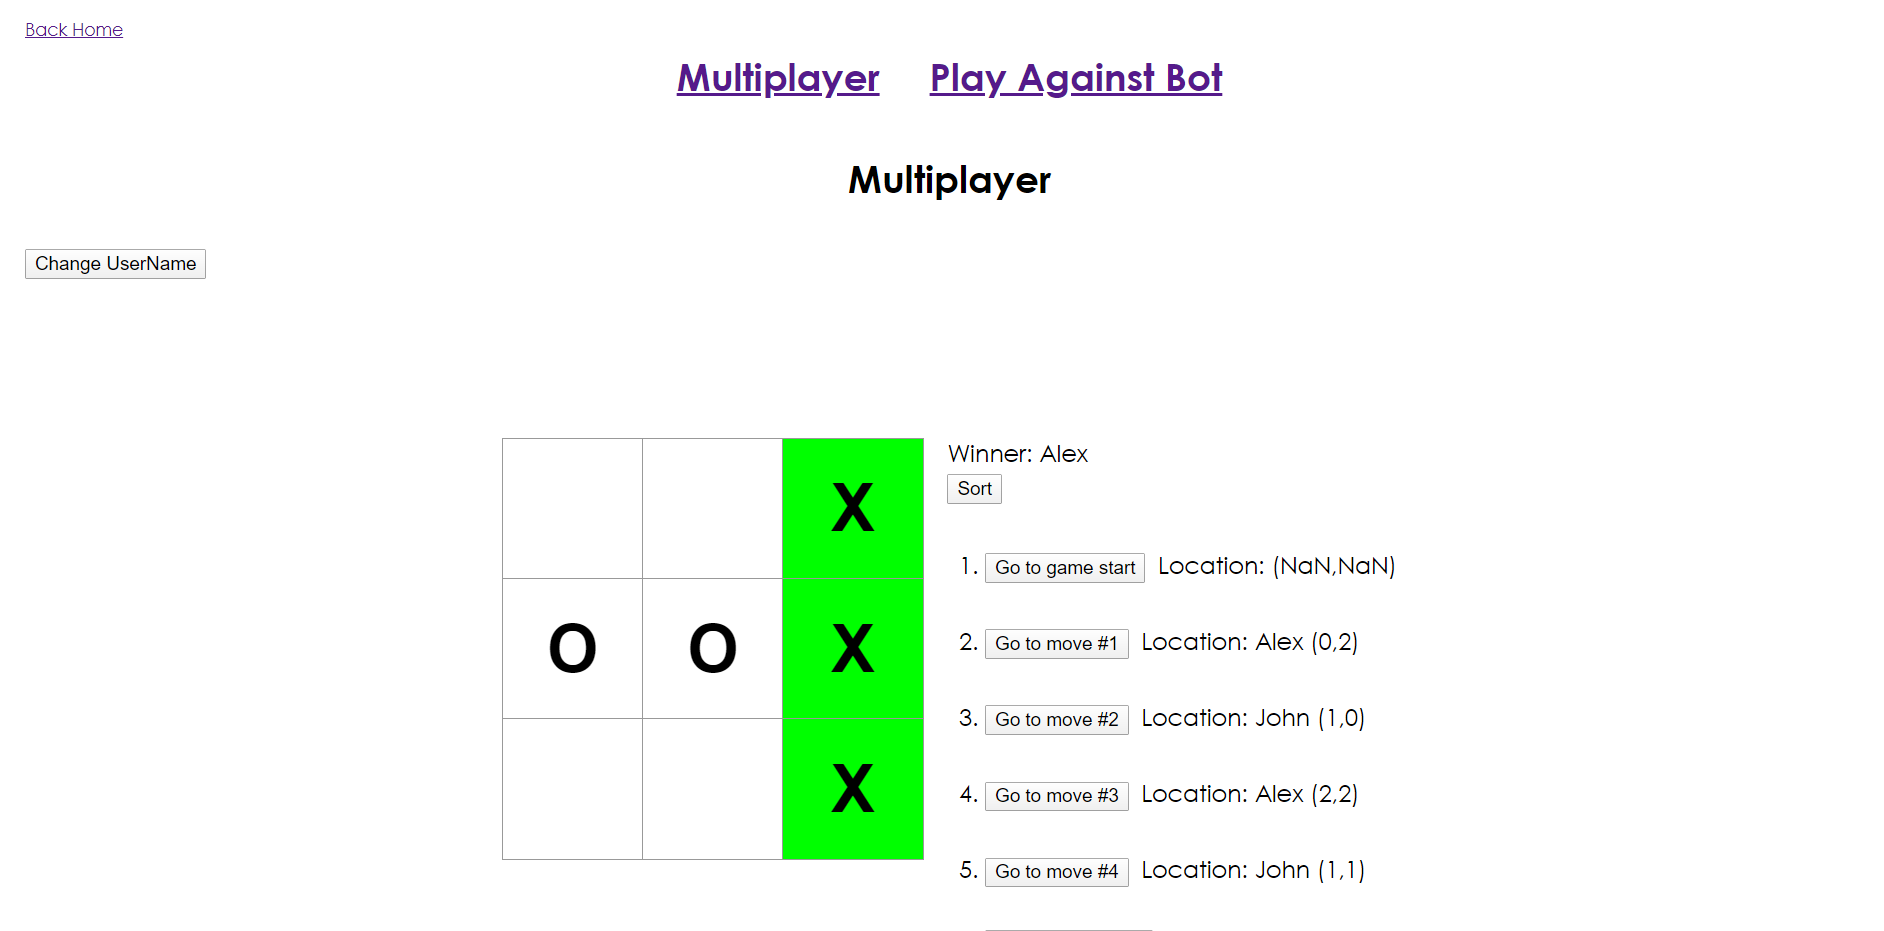 Back Home
Multiplayer Play Against Bot
Multiplayer
Change UserName
X
O O X
X
Winner: Alex
Sort
1. Go to game start Location: (NaN,NaN)
2. Go to move #1 Location: Alex (0,2)
3. Go to move #2 Location: John (1,0)
4. Go to move #3 Location: Alex (2,2)
5. Go to move #4 Location: John (1,1)